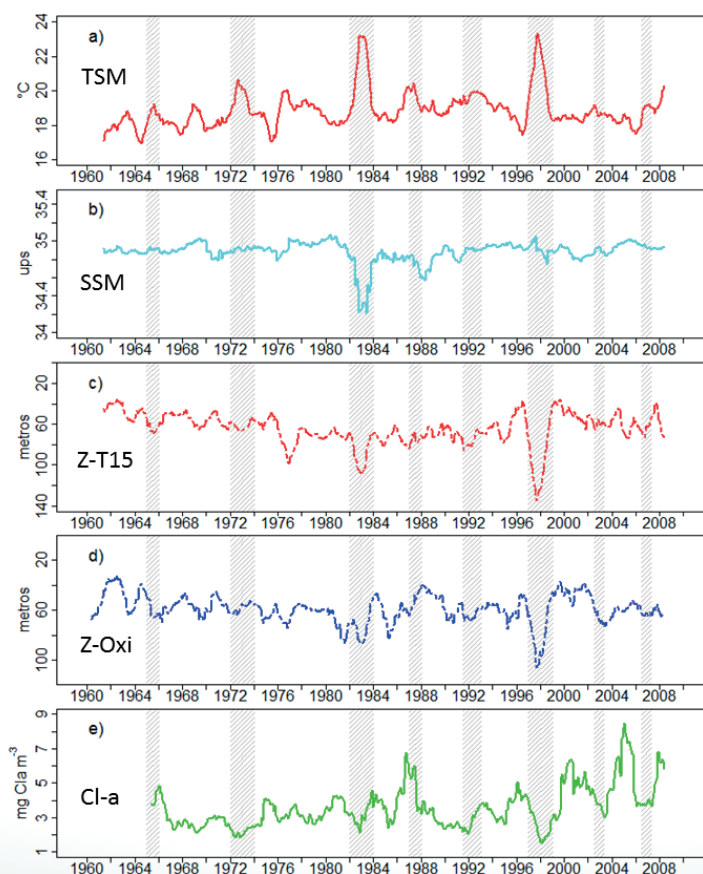 a)
TSM
°C
24
22
20
18
16
1960 1964 1968 1972 1976 1980 1984 1988 1992 1996 2000 2004 2008
b)
SSM
ups
35.4
35
34.4
34
1960 1964 1968 1972 1976 1980 1984 1988 1992 1996 2000 2004 2008
c)
Z-T15
metros
20
60
100
140
1960 1964 1968 1972 1976 1980 1984 1988 1992 1996 2000 2004 2008
d)
Z-Oxi
metros
20
60
100
1960 1964 1968 1972 1976 1980 1984 1988 1992 1996 2000 2004 2008
e)
Cl-a
mg Cla m⁻³
9
7
5
3
1
1960 1964 1968 1972 1976 1980 1984 1988 1992 1996 2000 2004 2008